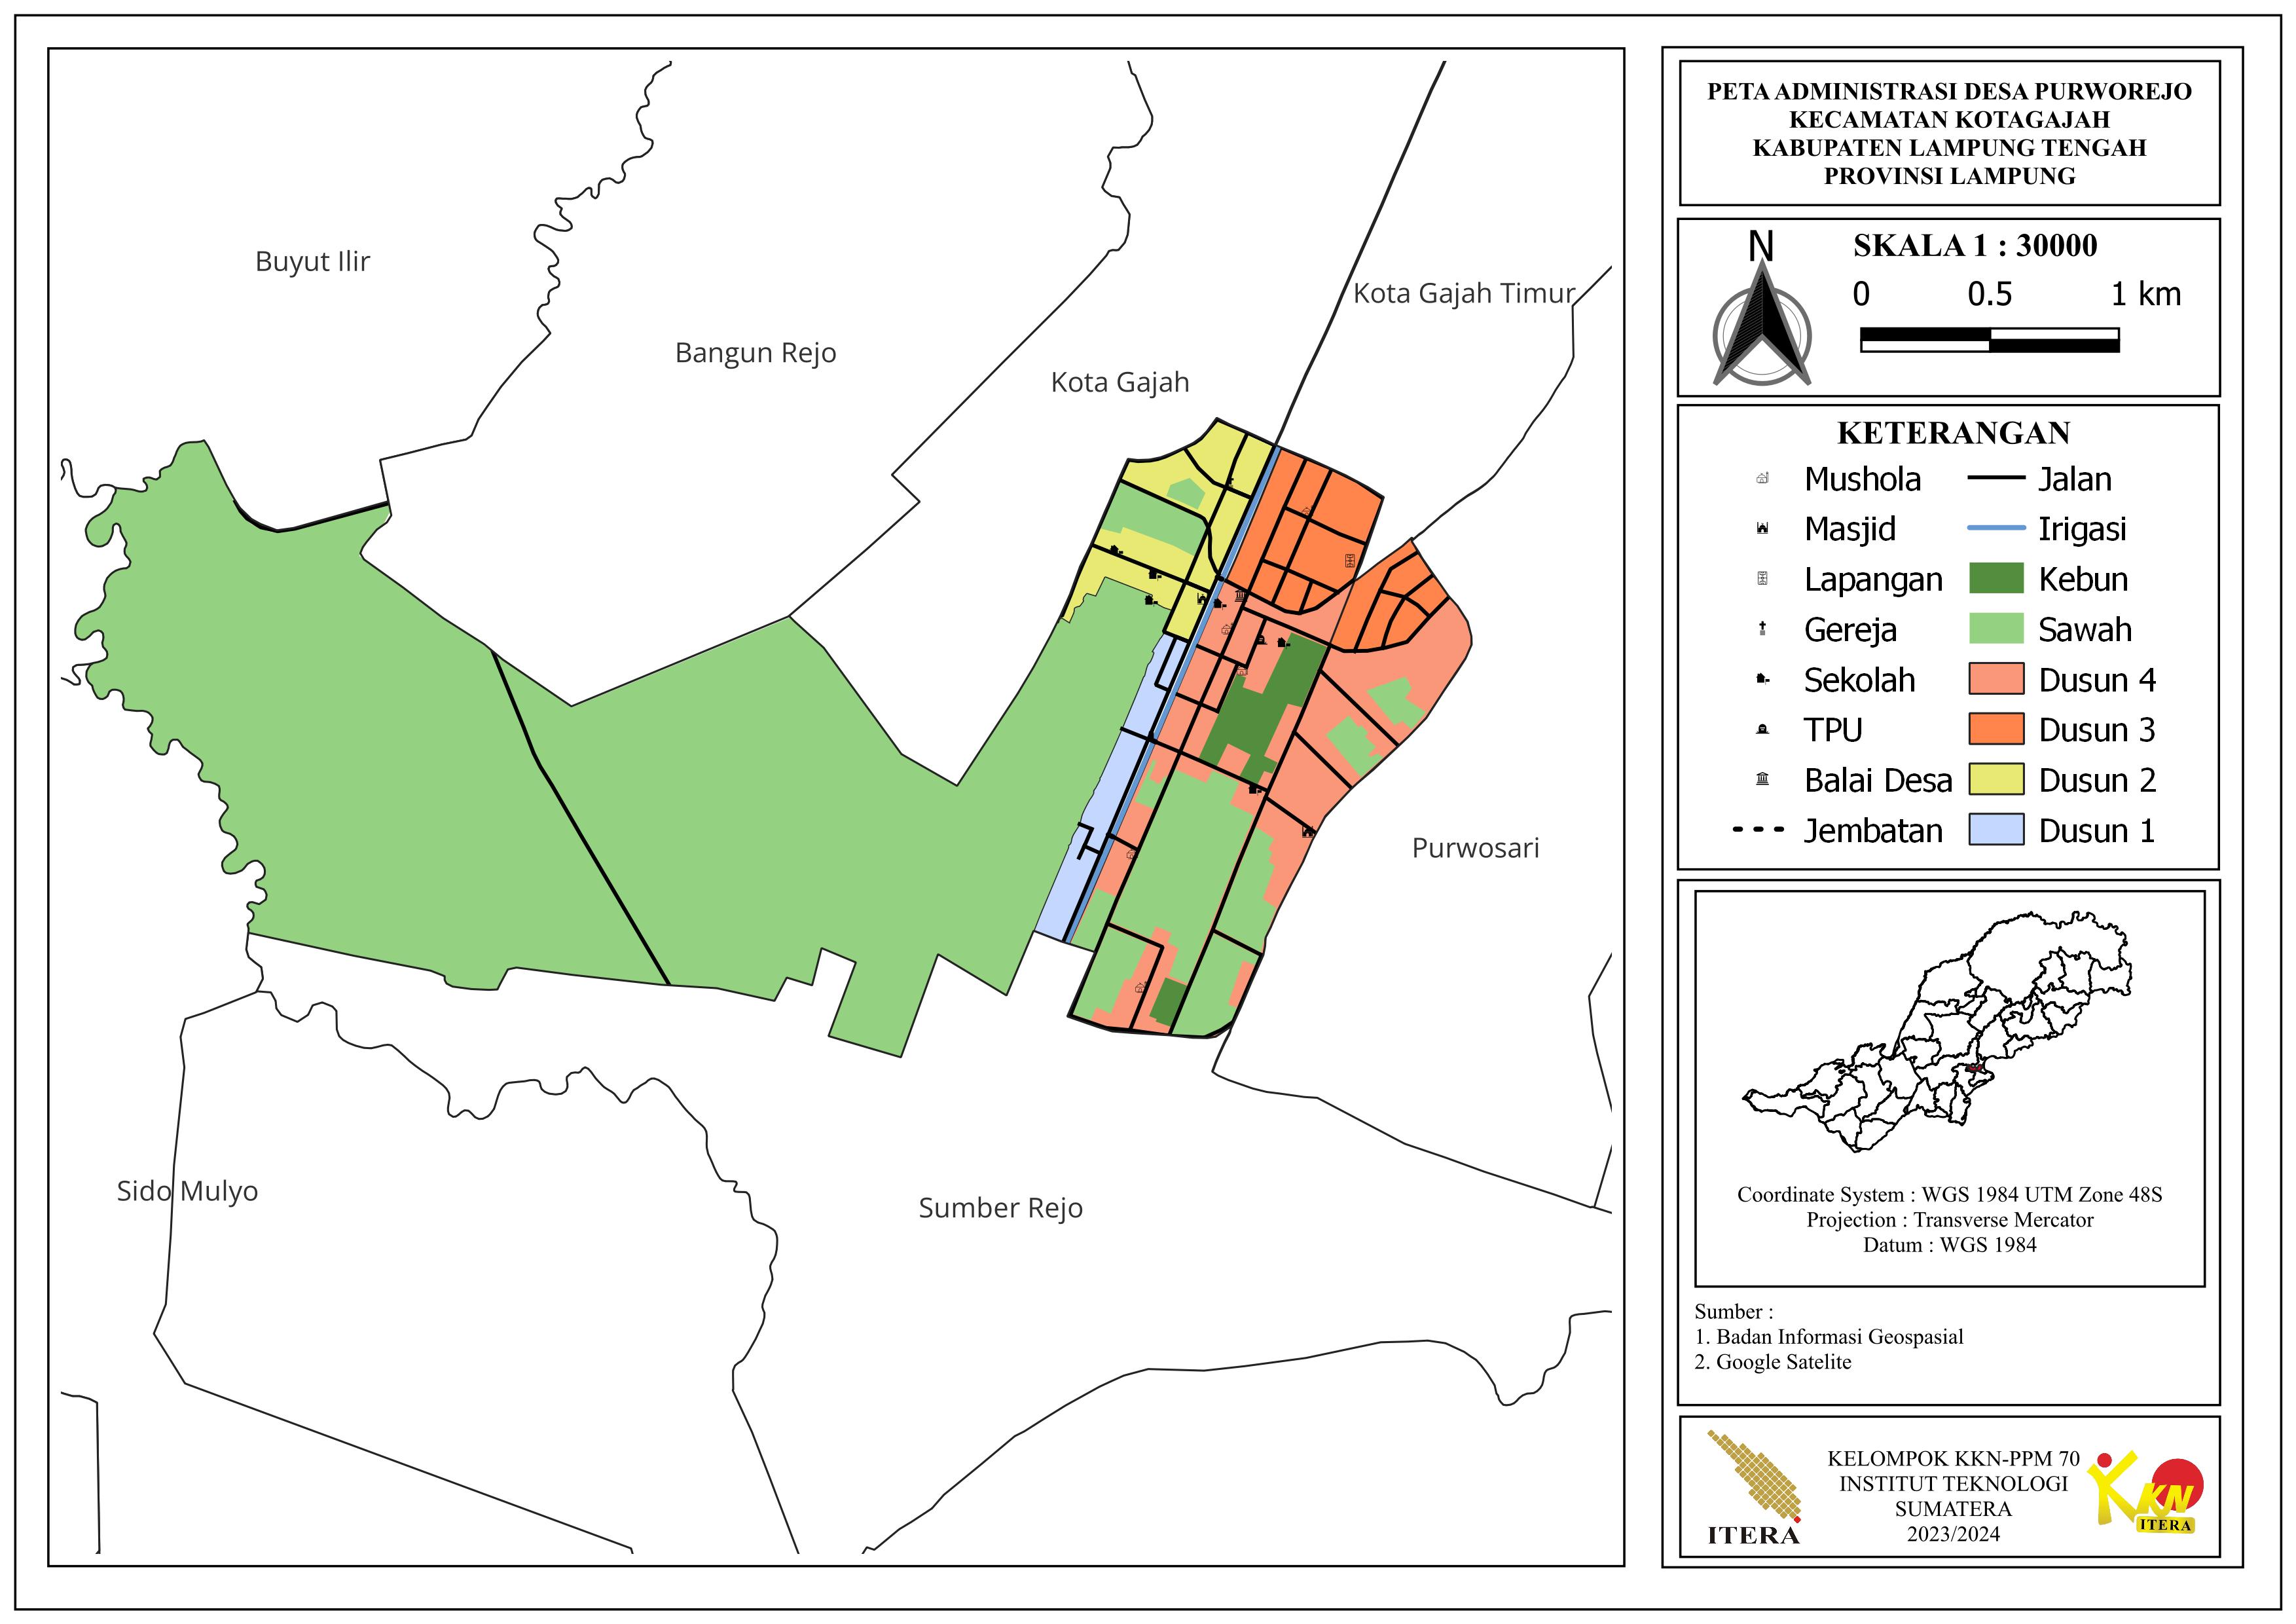 PETA ADMINISTRASI DESA PURWOREJO
KECAMATAN KOTAGAJAH
KABUPATEN LAMPUNG TENGAH
PROVINSI LAMPUNG
N
SKALA 1 : 30000
0 0.5 1 km
KETERANGAN
Mushola
Masjid
Lapangan
Gereja
Sekolah
TPU
Balai Desa
Jembatan
Jalan
Irigasi
Kebun
Sawah
Dusun 4
Dusun 3
Dusun 2
Dusun 1
Buyut Ilir
Bangun Rejo
Kota Gajah
Kota Gajah Timur
Purwosari
Sido Mulyo
Sumber Rejo
Coordinate System : WGS 1984 UTM Zone 48S
Projection : Transverse Mercator
Datum : WGS 1984
Sumber :
1. Badan Informasi Geospasial
2. Google Satelite
ITERA
KELOMPOK KKN-PPM 70
INSTITUT TEKNOLOGI
SUMATERA
2023/2024
KKN
ITERA